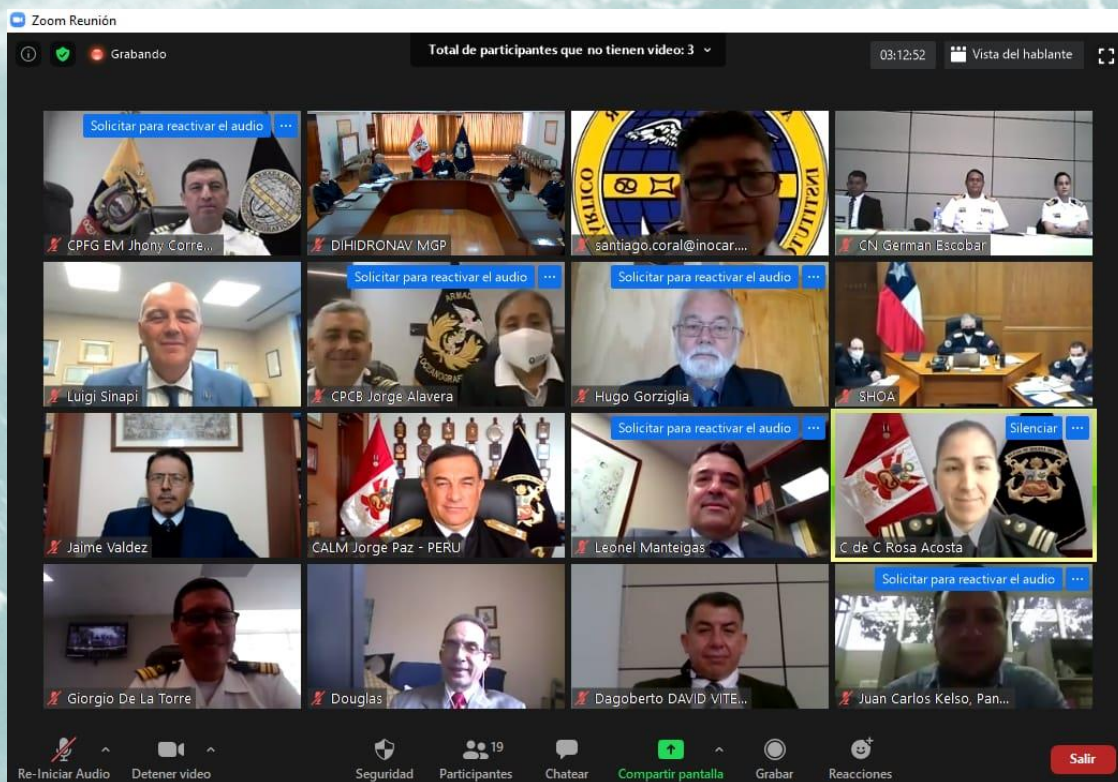 Zoom Reunión
Grabando
Total de participantes que no tienen video: 3
03:12:52
Vista del hablante
Solicitar para reactivar el audio
CPFG EM Jhony Corre...
DIHIDRONAV MGP
santiago.coral@inocar....
CN German Escobar
Solicitar para reactivar el audio
Solicitar para reactivar el audio
Luigi Sinapi
CPCB Jorge Alavera
Hugo Gorziglia
SHOA
Solicitar para reactivar el audio
Silenciar
Jaime Valdez
CALM Jorge Paz - PERU
Leonel Manteigas
C de C Rosa Acosta
Solicitar para reactivar el audio
Giorgio De La Torre
Douglas
Dagoberto DAVID VITE...
Juan Carlos Kelso, Pan...
Re-Iniciar Audio
Detener video
Seguridad
19
Participantes
Chatear
Compartir pantalla
Grabar
Reacciones
Salir